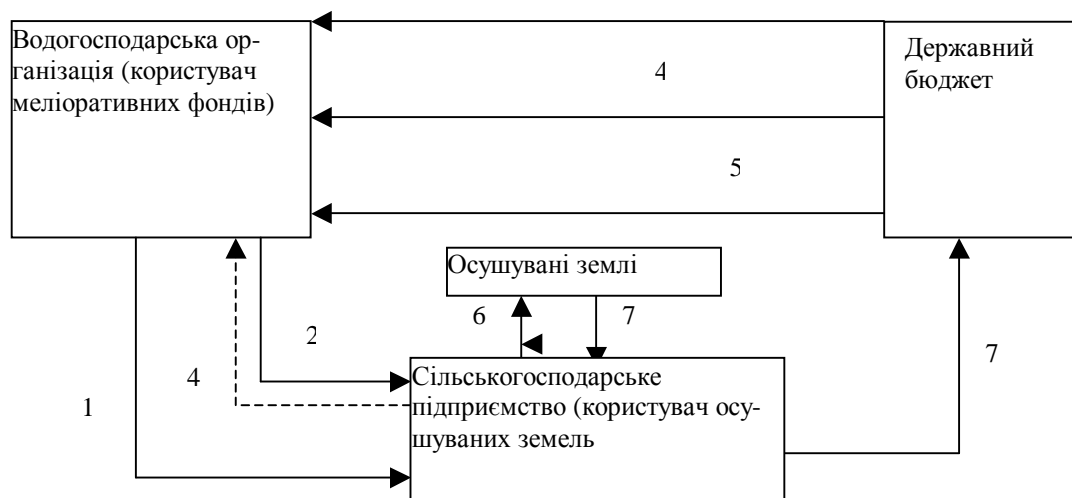 Водогосподарська ор-
ганізація (користувач
меліоративних фондів)
Державний
бюджет
4
5
Осушувані землі
6
7
2
4
1
7
Сільськогосподарське
підприємство (користувач осу-
шуваних земель